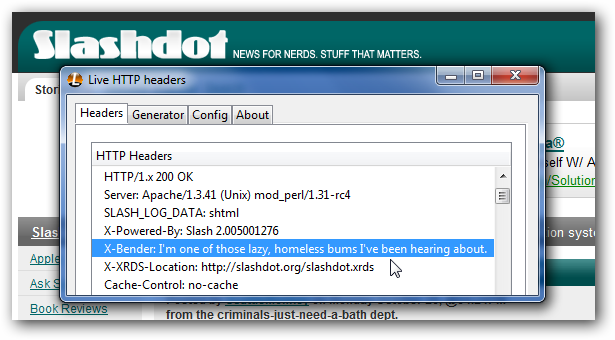 Slashdot NEWS FOR NERDS. STUFF THAT MATTERS.
Live HTTP headers
Stor
Headers Generator Config About
HTTP Headers
HTTP/1.x 200 OK
Server: Apache/1.3.41 (Unix) mod_perl/1.31-rc4
SLASH_LOG_DATA: shtml
X-Powered-By: Slash 2.005001276
X-Bender: I'm one of those lazy, homeless bums I've been hearing about.
X-XRDS-Location: http://slashdot.org/slashdot.xrds
Cache-Control: no-cache
a®
self W/ A
/Solution
Slas
tion syste
Apple
Ask S
Book Reviews
from the criminals-just-need-a-bath dept.